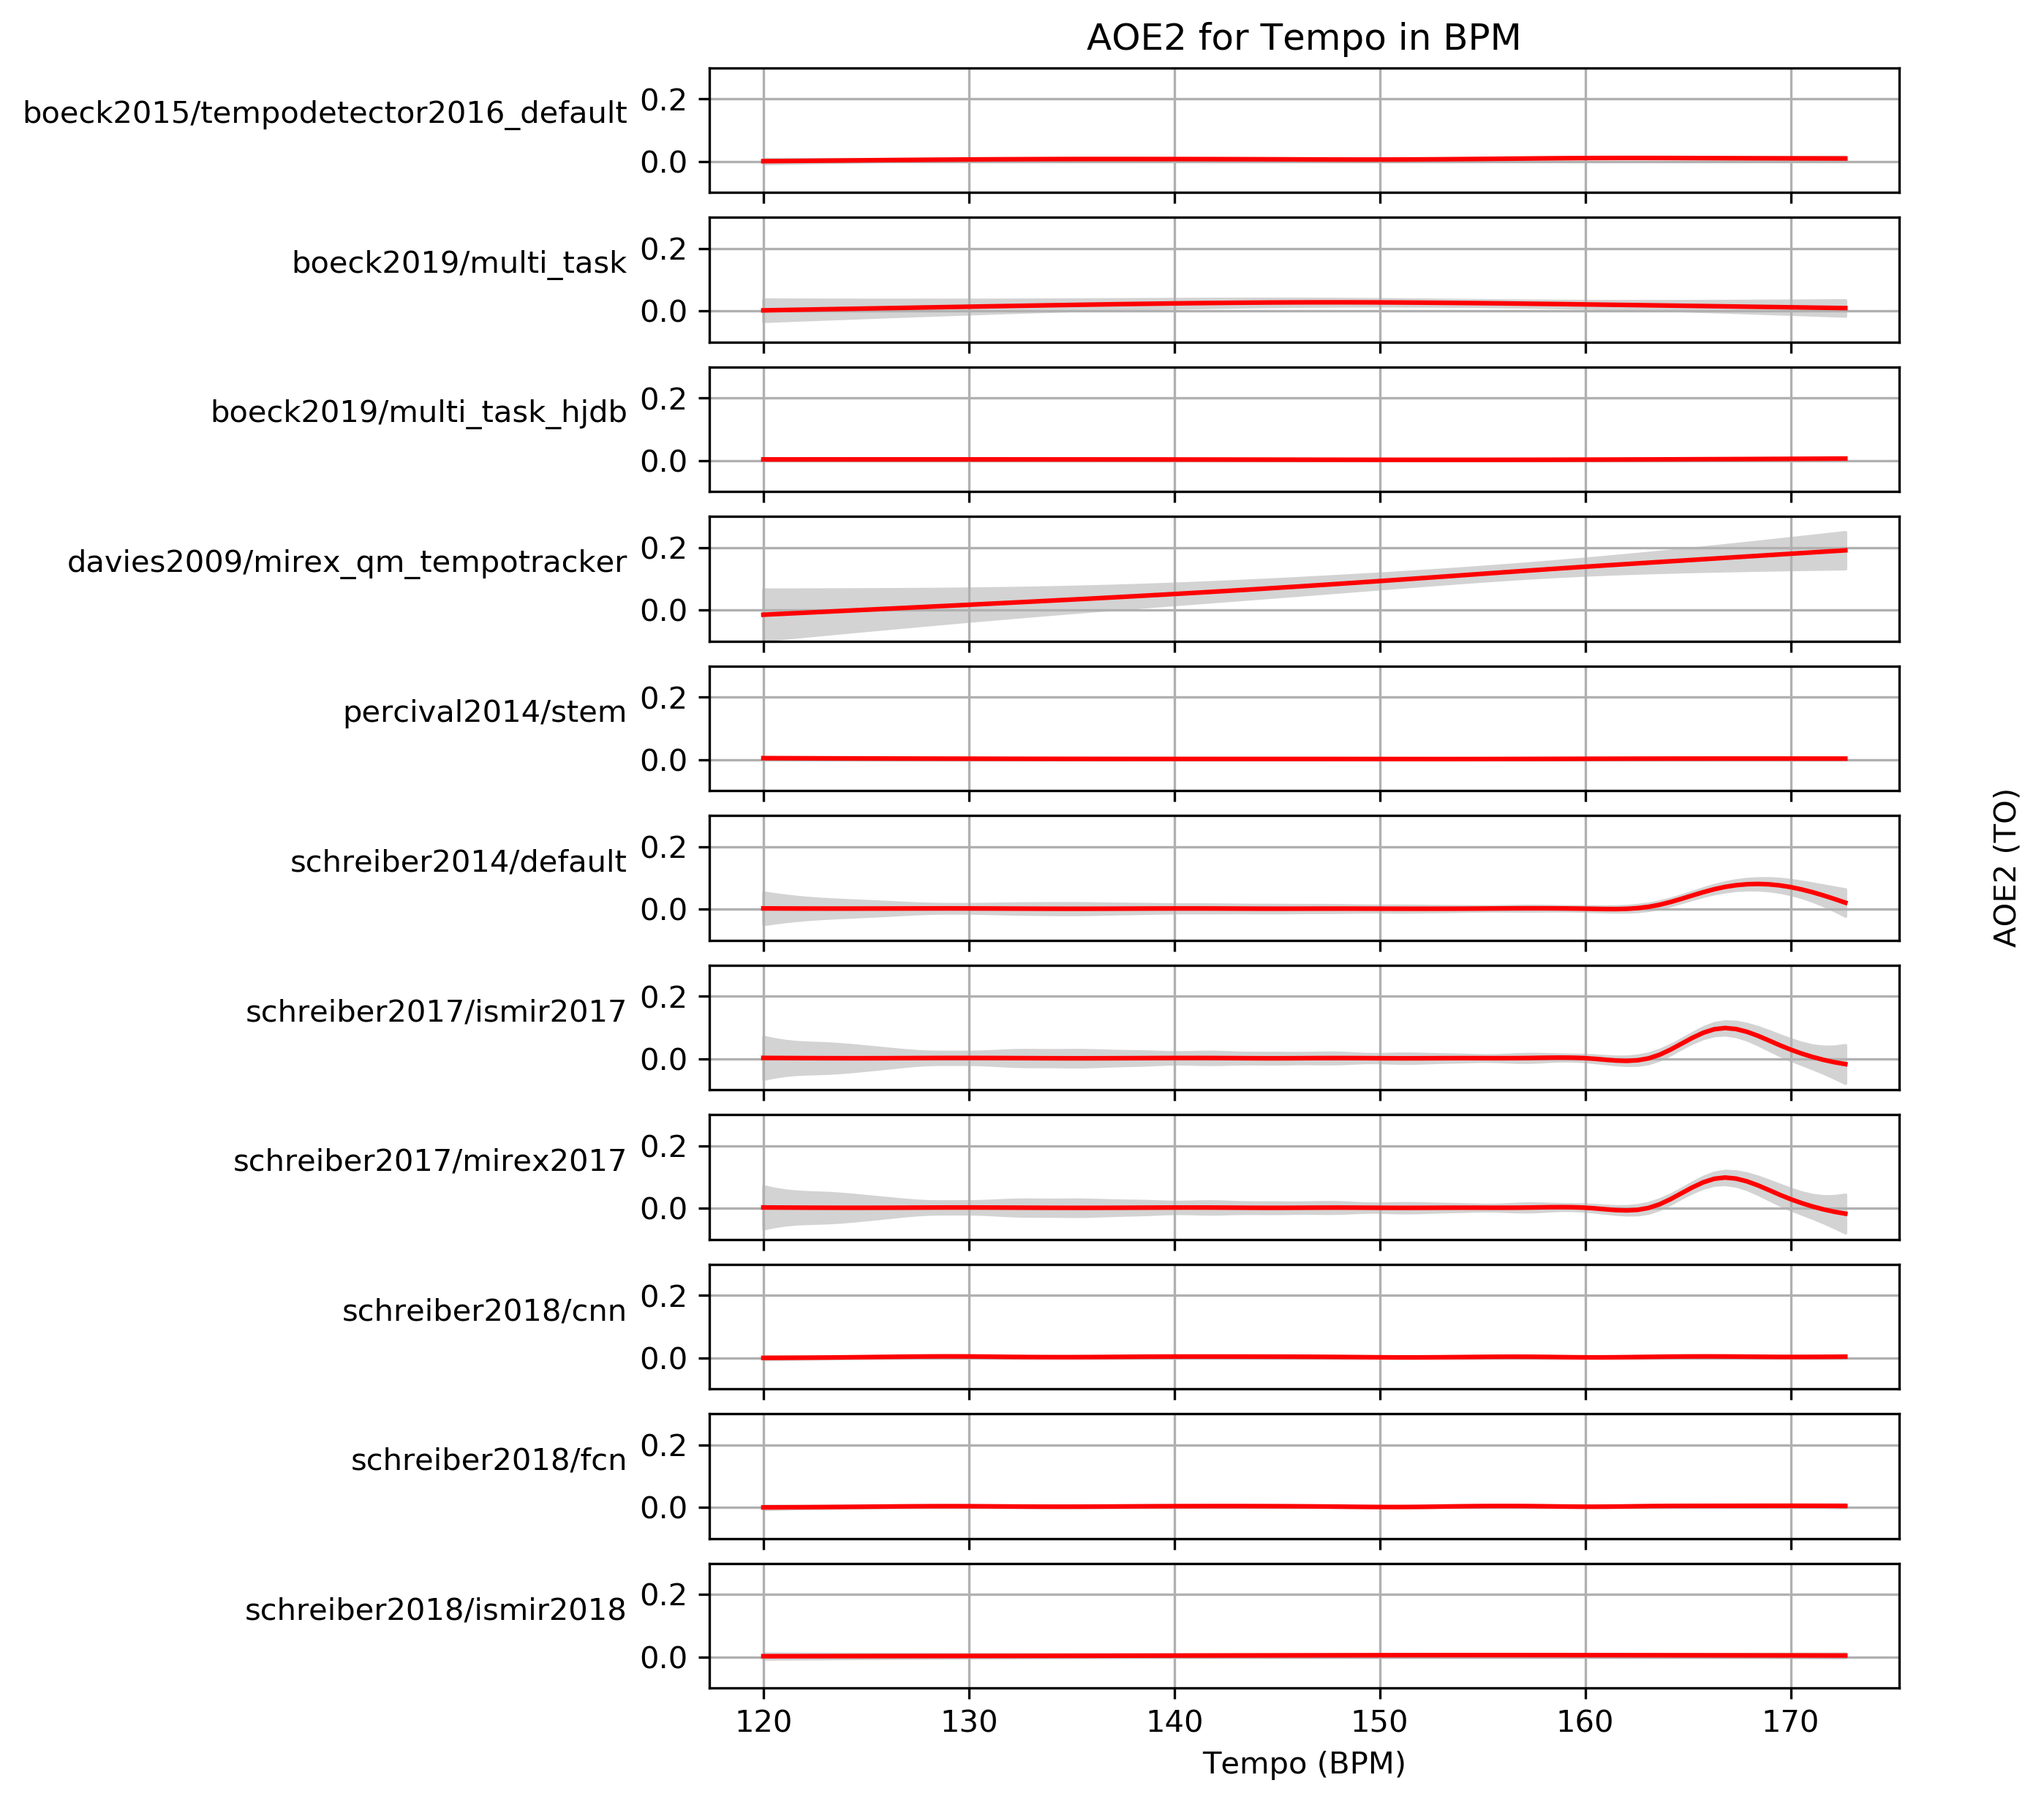 AOE2 for Tempo in BPM
boeck2015/tempodetector2016_default
0.2
0.0
boeck2019/multi_task
0.2
0.0
boeck2019/multi_task_hjdb
0.2
0.0
davies2009/mirex_qm_tempotracker
0.2
0.0
percival2014/stem
0.2
0.0
schreiber2014/default
0.2
0.0
schreiber2017/ismir2017
0.2
0.0
schreiber2017/mirex2017
0.2
0.0
schreiber2018/cnn
0.2
0.0
schreiber2018/fcn
0.2
0.0
schreiber2018/ismir2018
0.2
0.0
120 130 140 150 160 170
Tempo (BPM)
AOE2 (TO)